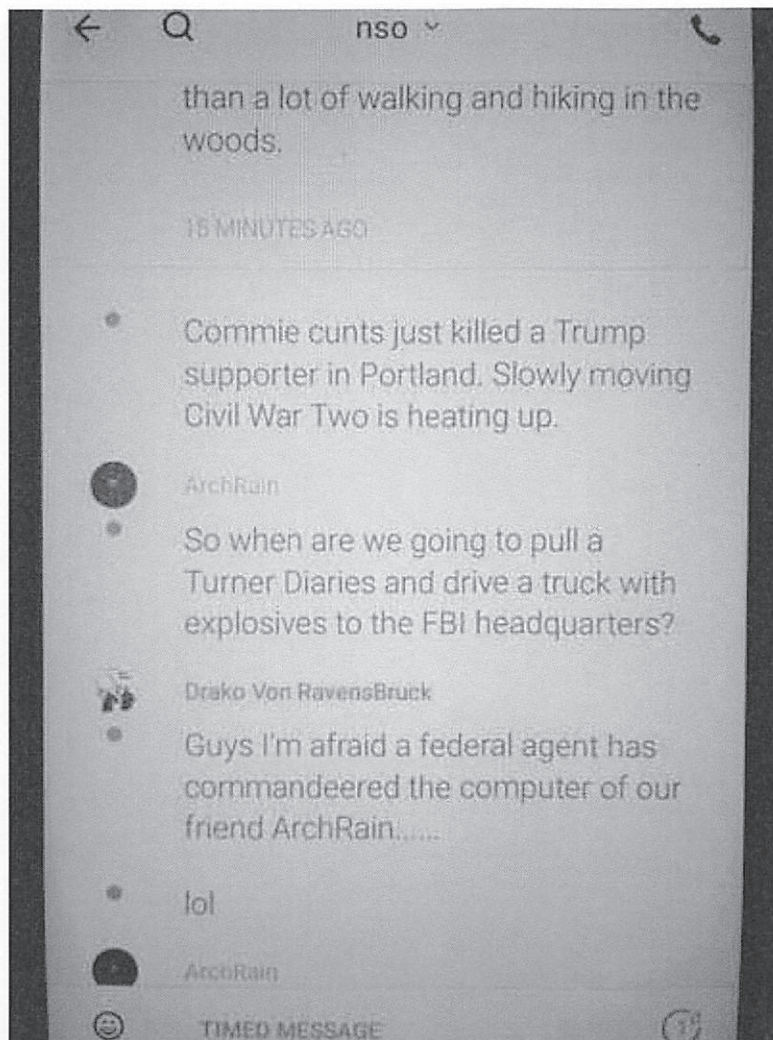 nso
than a lot of walking and hiking in the
woods.
15 MINUTES AGO
Commie cunts just killed a Trump
supporter in Portland. Slowly moving
Civil War Two is heating up.
ArchRain
So when are we going to pull a
Turner Diaries and drive a truck with
explosives to the FBI headquarters?
Drako Von RavensBruck
Guys I'm afraid a federal agent has
commandeered the computer of our
friend ArchRain......
lol
ArchRain
TIMED MESSAGE